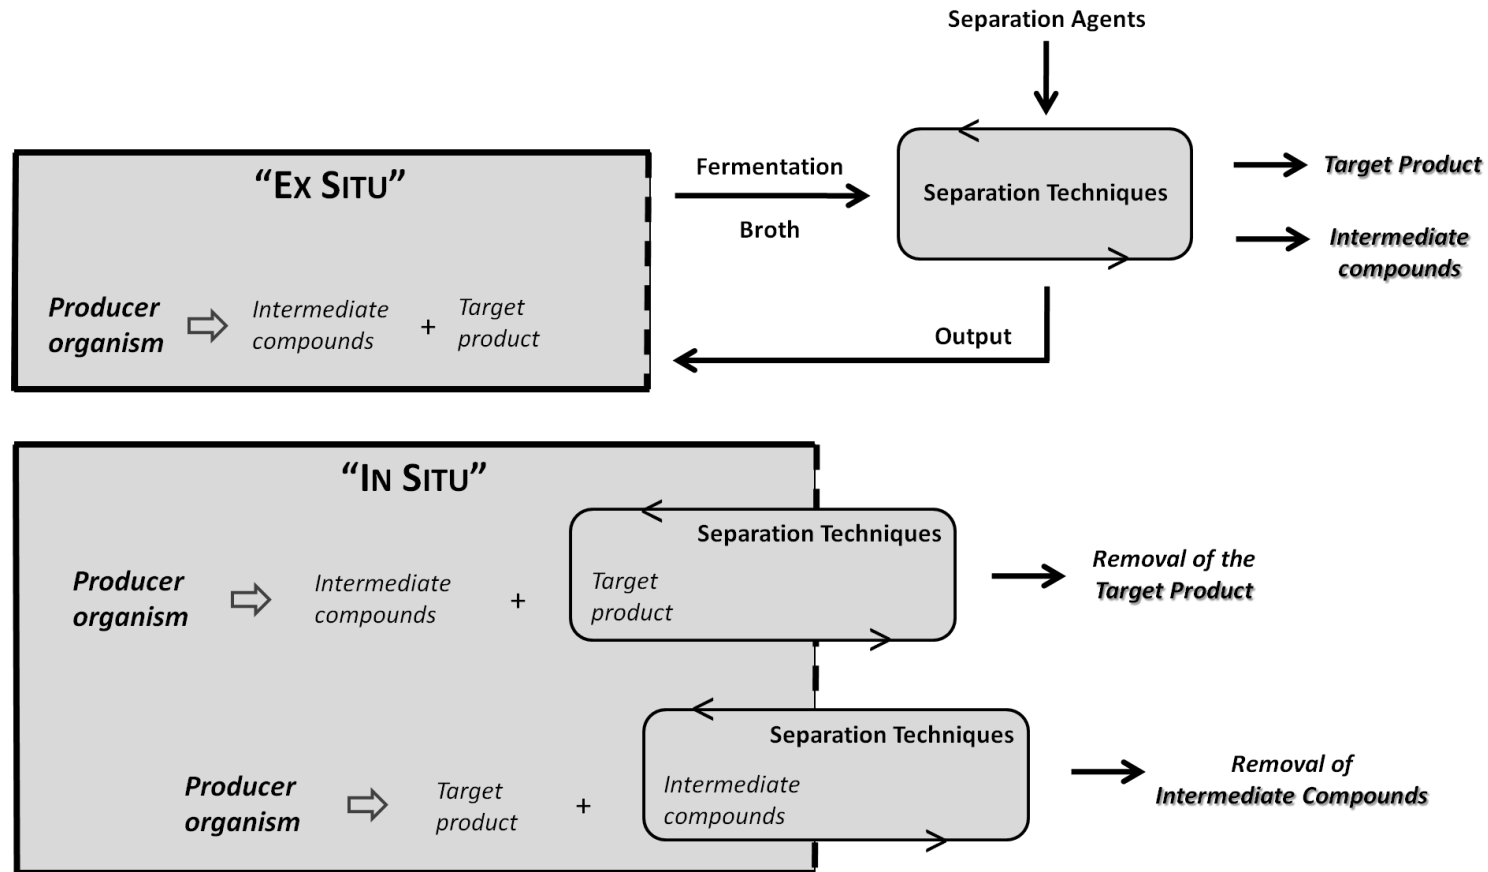 Separation Agents
“EX SITU”
Fermentation
Broth
Separation Techniques
Target Product
Intermediate
compounds
Producer
organism
Intermediate
compounds
+
Target
product
Output
“IN SITU”
Separation Techniques
Producer
organism
Intermediate
compounds
+
Target
product
Removal of the
Target Product
Separation Techniques
Producer
organism
Target
product
+
Intermediate
compounds
Removal of
Intermediate Compounds